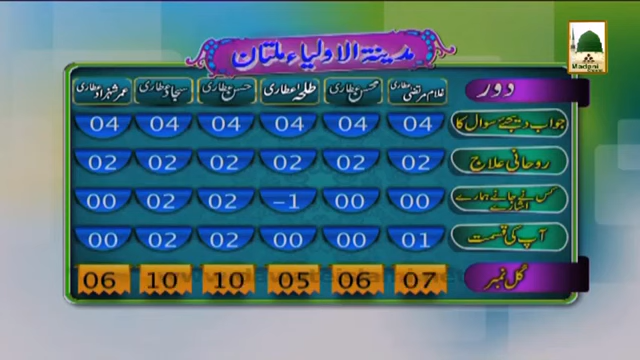 مدینۃ الاولیاء ملتان
Madani
دور غلام مرتضیٰ عطاری محسن عطاری طلحہ عطاری حسن عطاری سجاد عطاری عمر شہزاد عطاری
جواب دیجئے سوال کا 04 04 04 04 04 04
روحانی علاج 02 02 02 02 02 02
کس نے جانے ہمارے اشارے 00 00 -1 02 02 00
آپ کی قسمت 01 00 00 02 02 00
کل نمبر 07 06 05 10 10 06